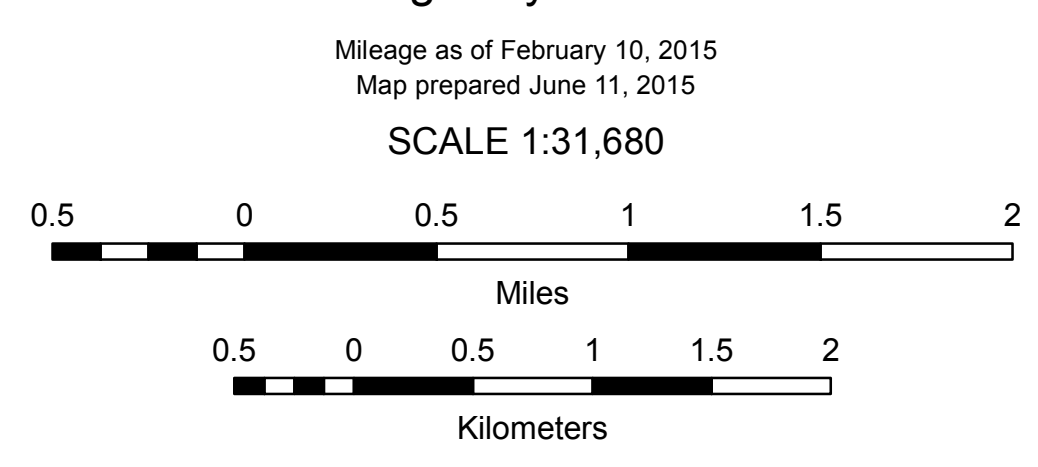 Mileage as of February 10, 2015
Map prepared June 11, 2015
SCALE 1:31,680
0.5 0 0.5 1 1.5 2
Miles
0.5 0 0.5 1 1.5 2
Kilometers